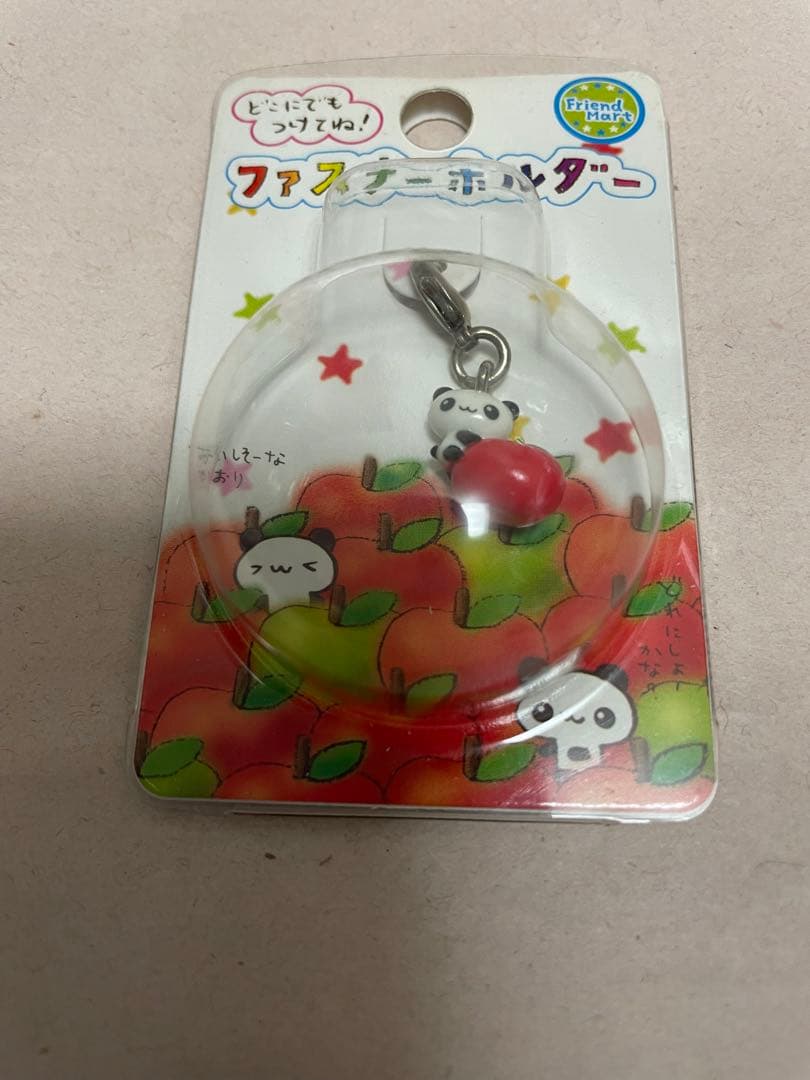 どこにでも
つけてね!
Friend
Mart
ファスナーホルダー
いしそーな
おり
どれにしよー
かな。